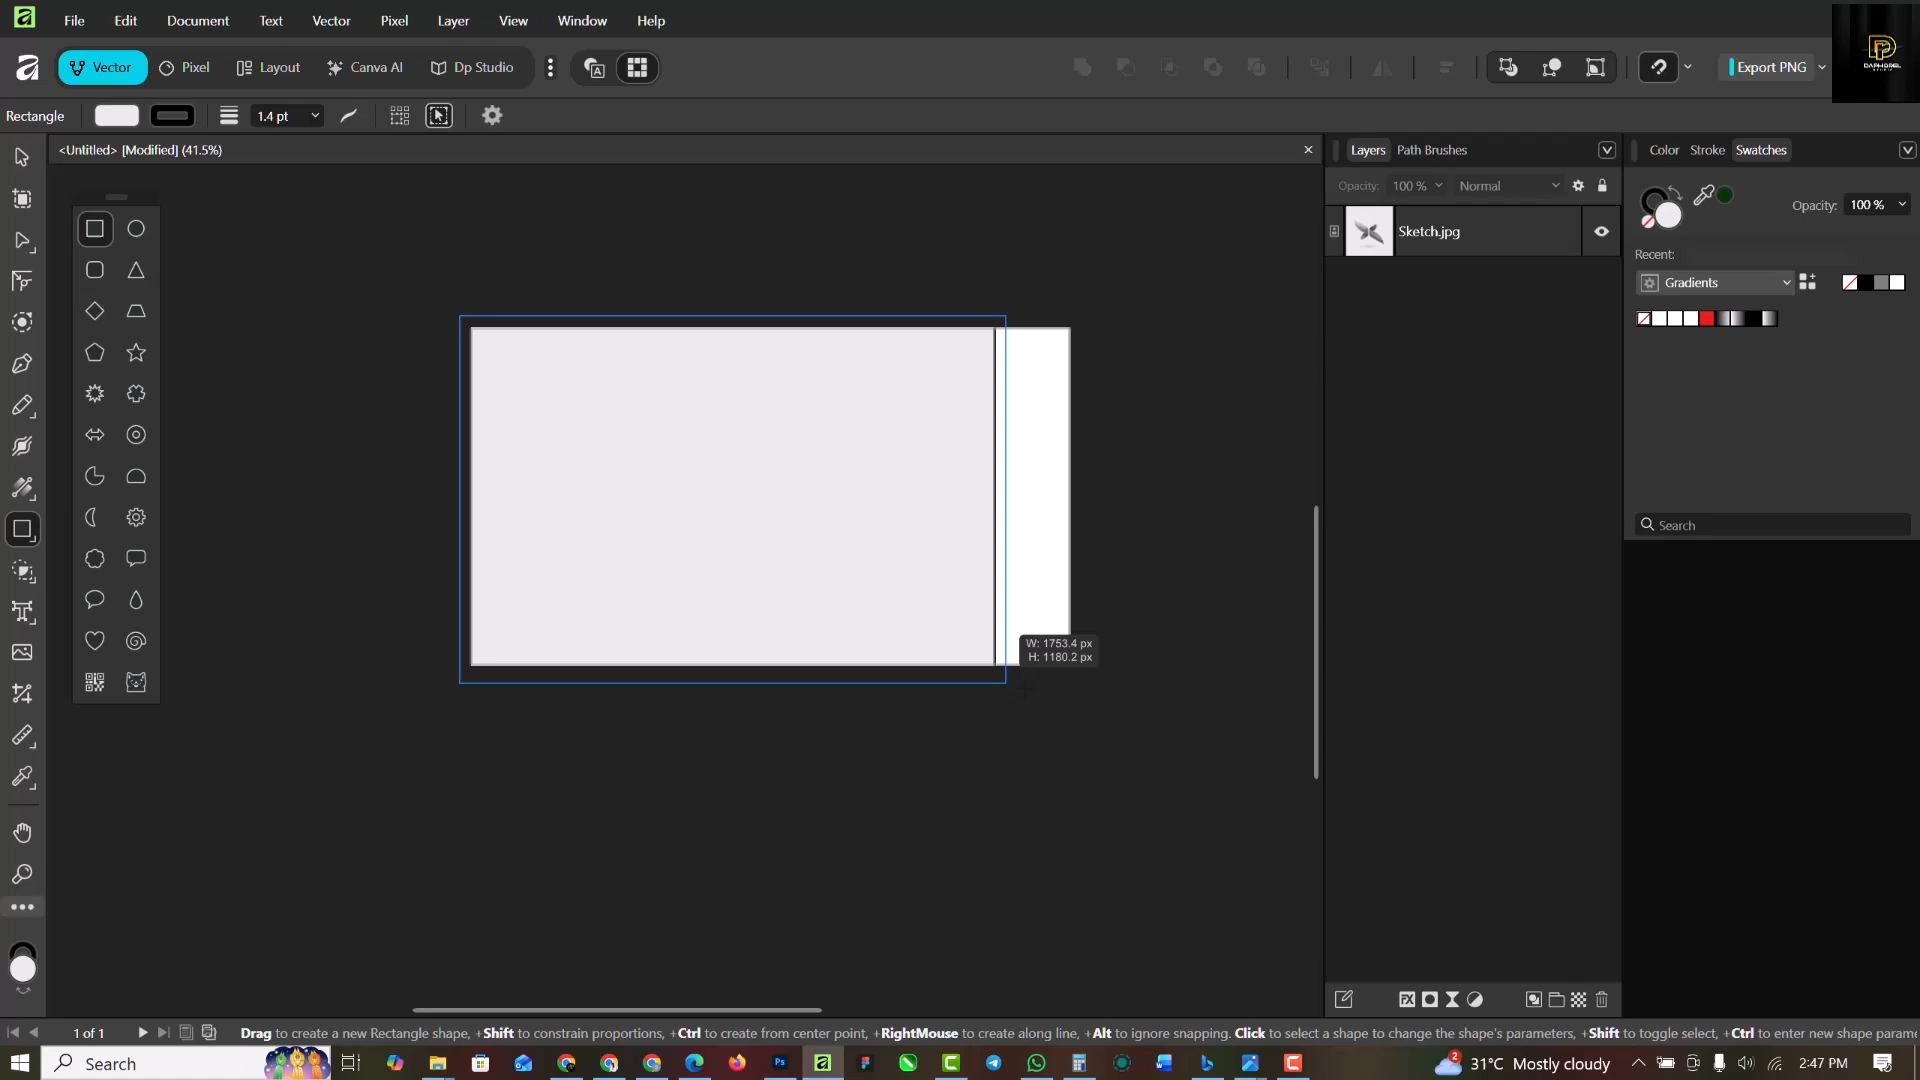 File Edit Document Text Vector Pixel Layer View Window Help
Vector Pixel Layout Canva AI Dp Studio Export PNG
DAPHOREL
STUDIO
Rectangle 1.4 pt
<Untitled> [Modified] (41.5%)
Layers Path Brushes
Color Stroke Swatches
Opacity: 100 % Normal
Opacity: 100 %
Sketch.jpg
Recent:
Gradients
Search
W: 1753.4 px
H: 1180.2 px
1 of 1 Drag to create a new Rectangle shape, +Shift to constrain proportions, +Ctrl to create from center point, +RightMouse to create along line, +Alt to ignore snapping. Click to select a shape to change the shape's parameters, +Shift to toggle select, +Ctrl to enter new shape parame
Search 2 31°C Mostly cloudy 2:47 PM